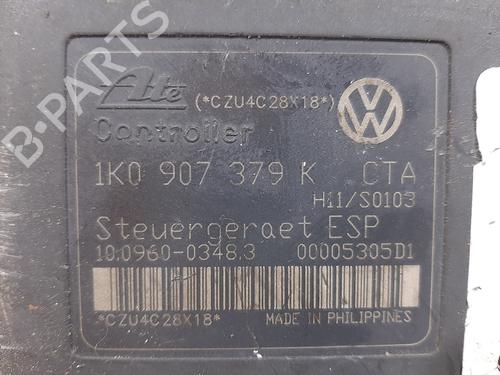 B-PARTS
Ate (*CZU4C28X18*)
Controller
1K0 907 379 K CTA
H11/S0103
Steuergeraet ESP
10.0960-0348.3 00005305D1
*CZU4C28X18* MADE IN PHILIPPINES